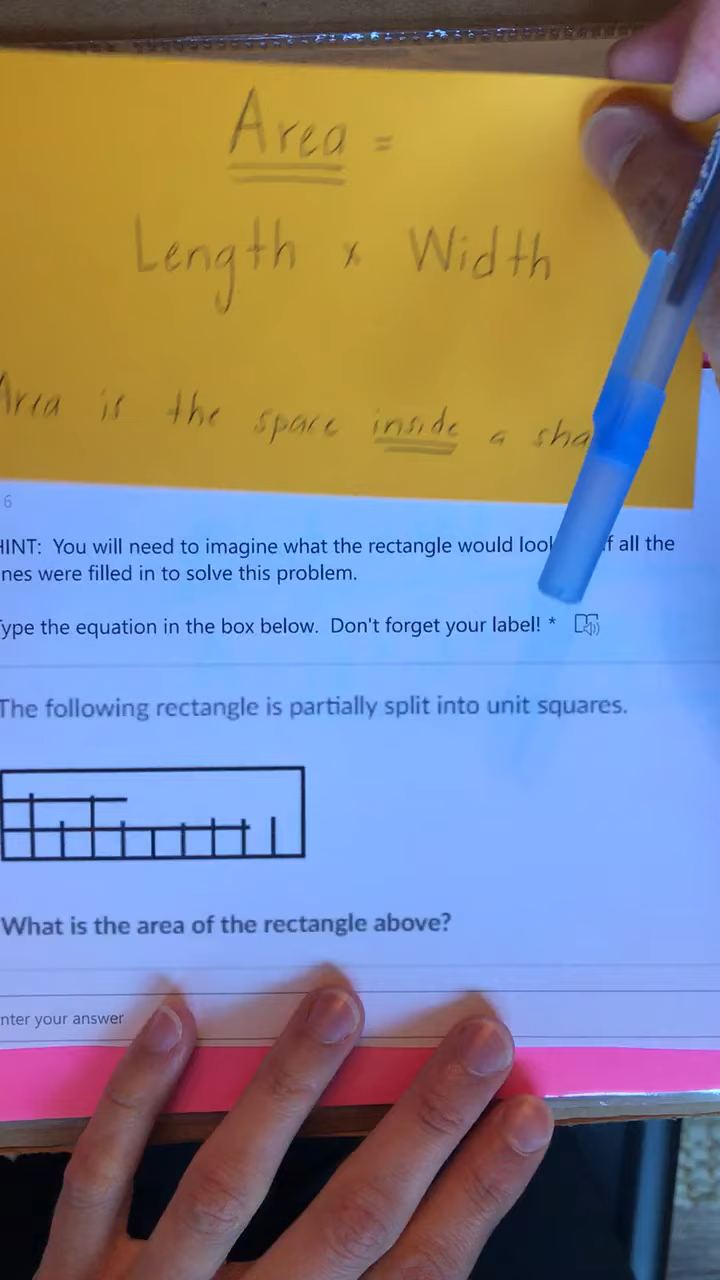 Area =
Length x Width
Area is the space inside a sha
6
HINT: You will need to imagine what the rectangle would look if all the
nes were filled in to solve this problem.
ype the equation in the box below. Don't forget your label! *
The following rectangle is partially split into unit squares.
What is the area of the rectangle above?
nter your answer